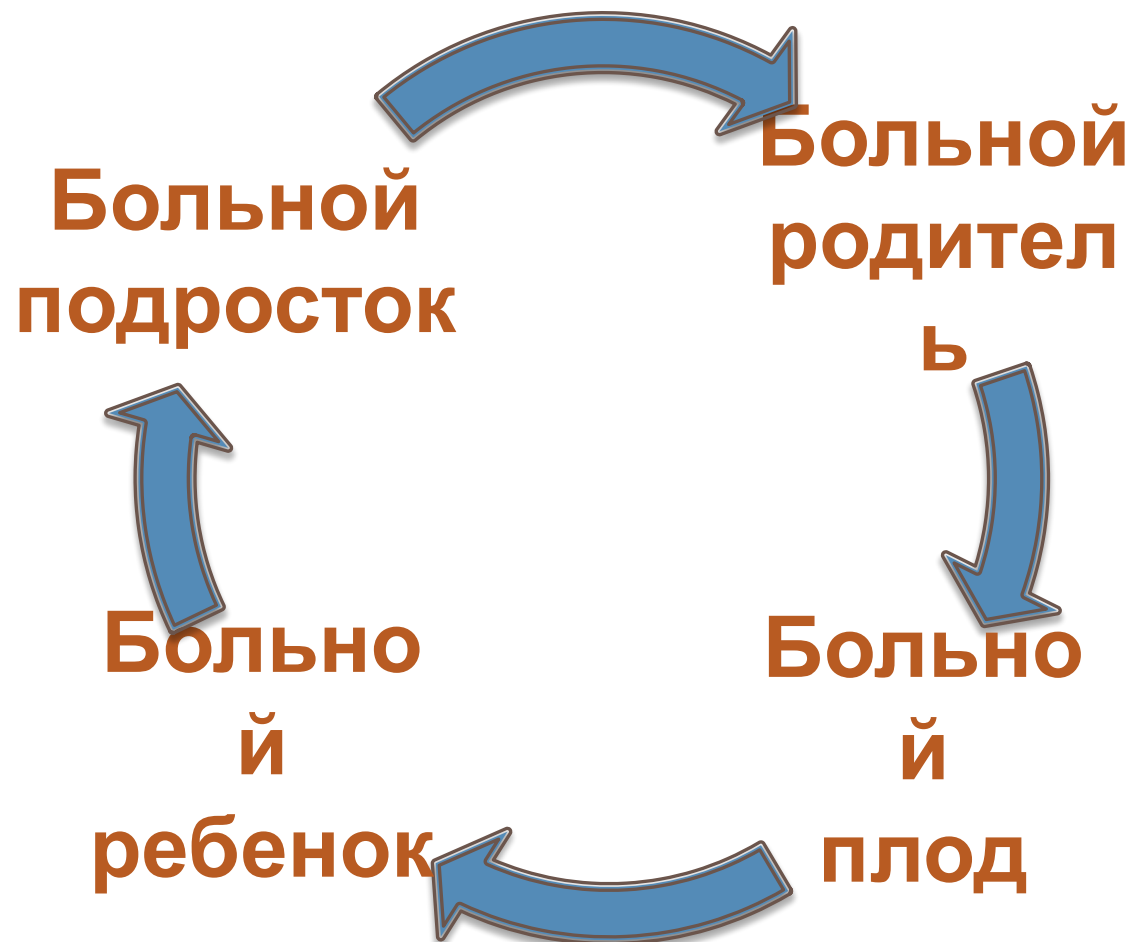 Больной
подросток
Больной
родител
ь
Больно
й
ребенок
Больно
й
плод